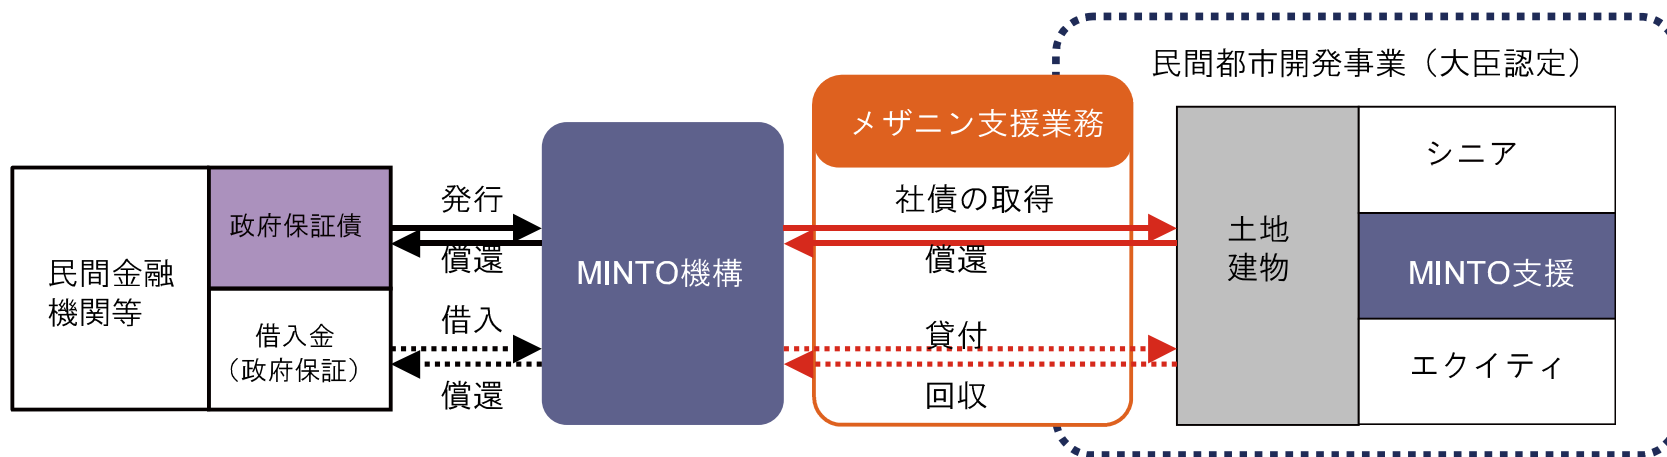 民間金融
機関等
政府保証債
借入金
（政府保証）
発行
償還
借入
償還
MINTO機構
メザニン支援業務
社債の取得
償還
貸付
回収
民間都市開発事業（大臣認定）
土地
建物
シニア
MINTO支援
エクイティ